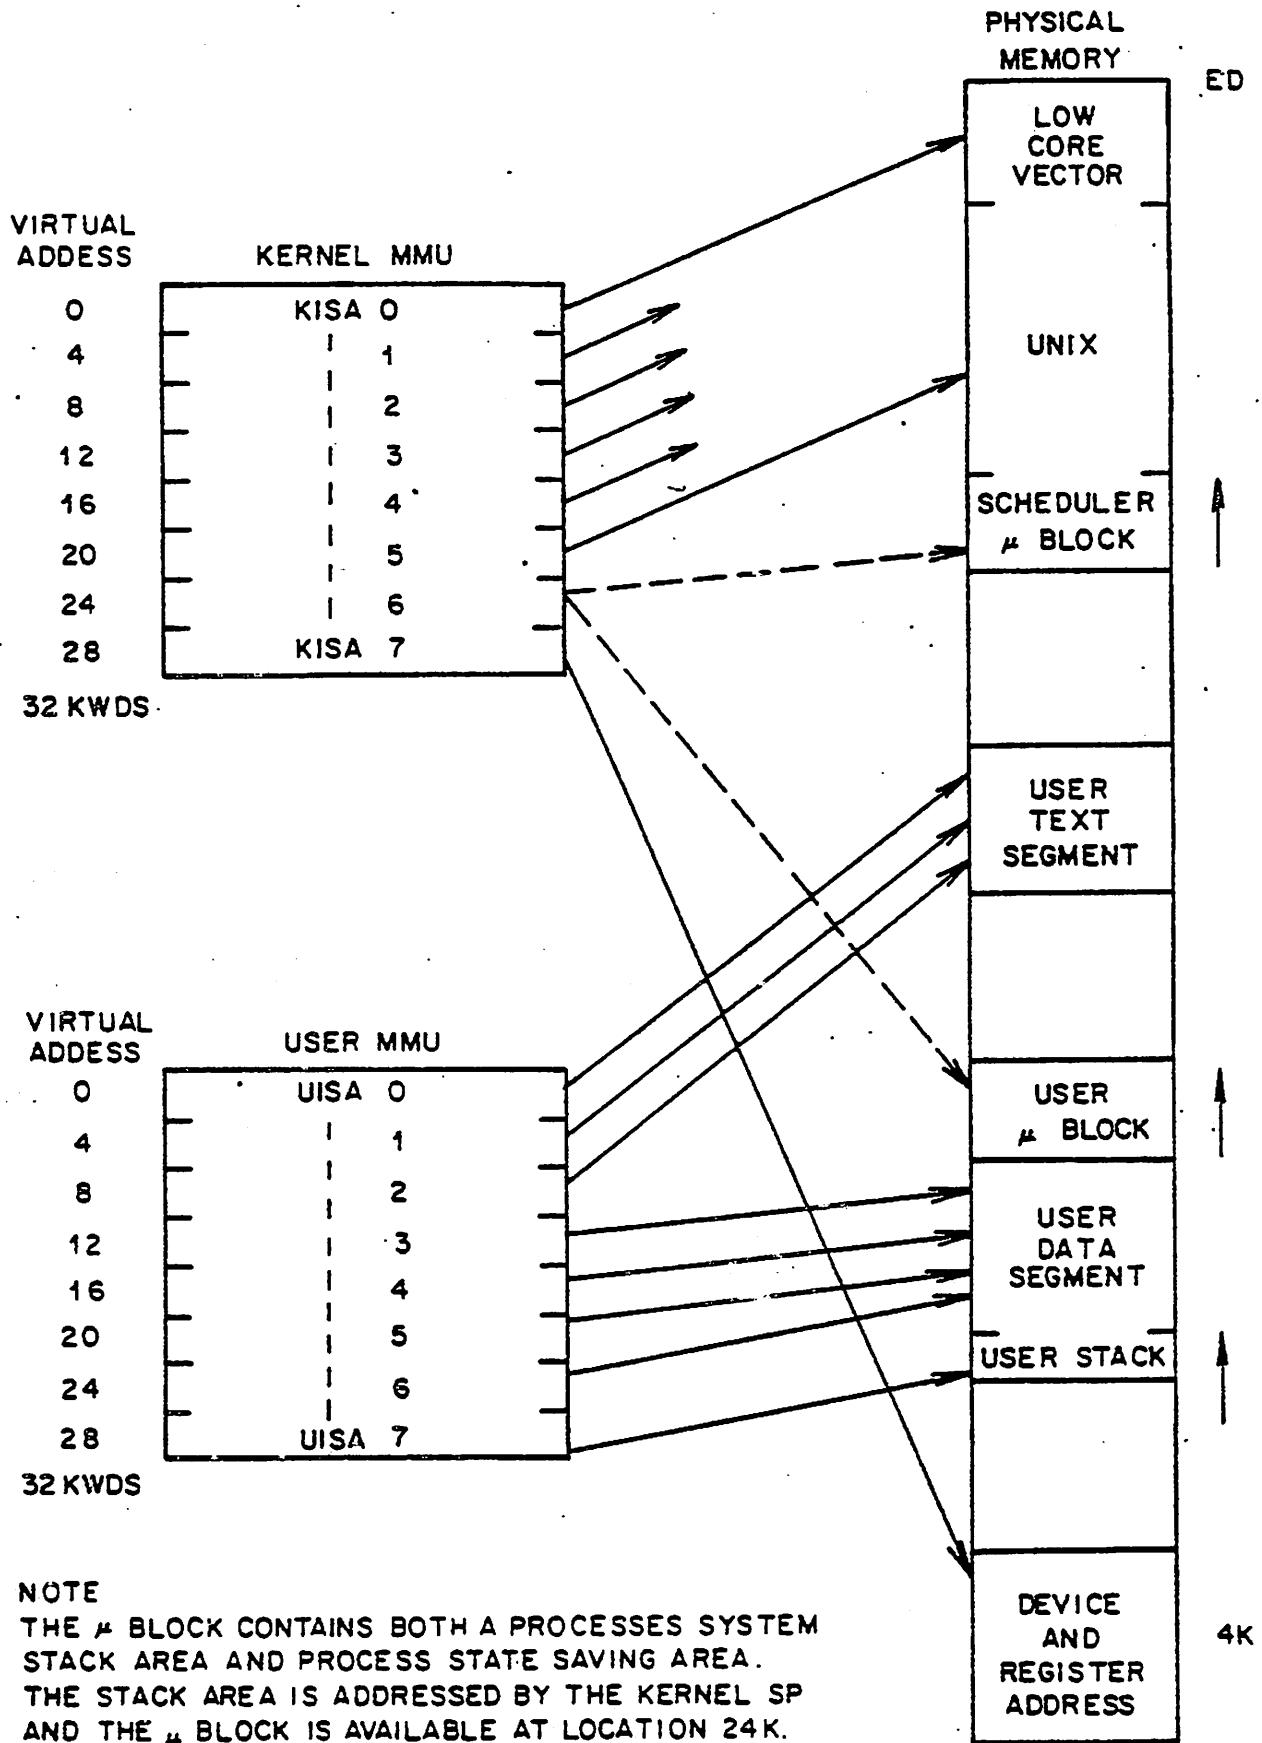 PHYSICAL
MEMORY
ED
LOW
CORE
VECTOR
VIRTUAL
ADDESS
KERNEL MMU
0
KISA 0
4
1
UNIX
8
2
12
3
16
4
SCHEDULER
μ BLOCK
20
5
24
6
28
KISA 7
32 KWDS
USER
TEXT
SEGMENT
VIRTUAL
ADDESS
USER MMU
0
UISA 0
USER
μ BLOCK
4
1
8
2
12
3
USER
DATA
SEGMENT
16
4
20
5
USER STACK
24
6
28
UISA 7
32 KWDS
NOTE
THE μ BLOCK CONTAINS BOTH A PROCESSES SYSTEM
STACK AREA AND PROCESS STATE SAVING AREA.
THE STACK AREA IS ADDRESSED BY THE KERNEL SP
AND THE μ BLOCK IS AVAILABLE AT LOCATION 24K.
DEVICE
AND
REGISTER
ADDRESS
4K